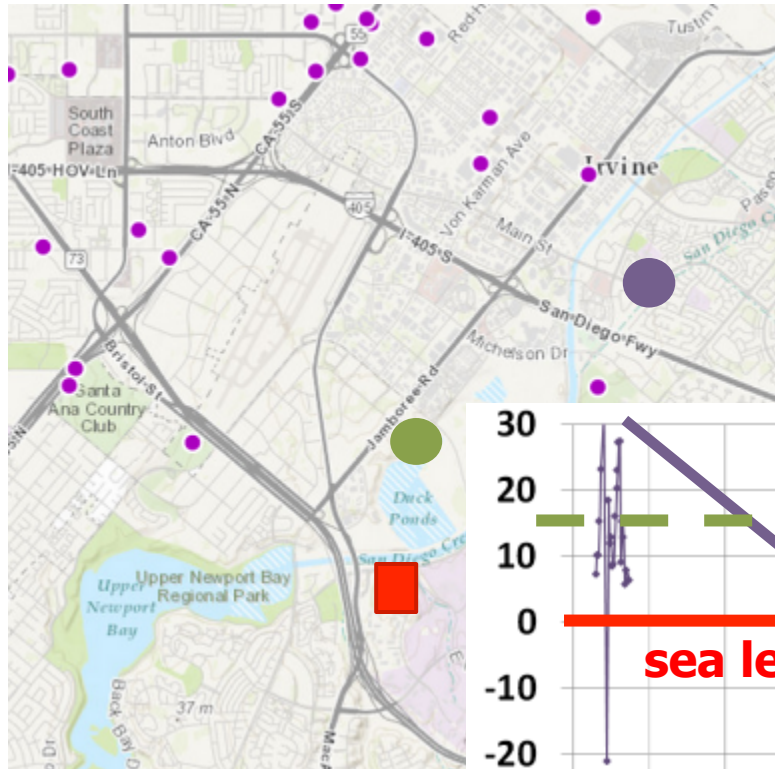 55
Red H
Tustin
South
Coast
Plaza
Anton Blvd
CA-55 S
I-405 HOV Ln
CA-55 N
405
Von Karman Ave
Irvine
Main St
I-405 S
San Diego C
73
San Diego Fwy
Michelson Dr
Bristol St
Santa
Ana Country
Club
Jamboree Rd
Duck
Ponds
San Diego Cre
Upper
Newport
Bay
Upper Newport Bay
Regional Park
37 m
Back Bay D
MacA
30
20
10
0
sea le
-10
-20